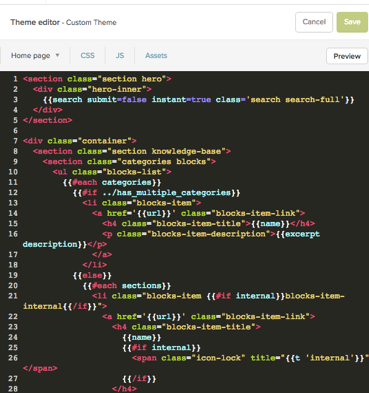 Theme editor - Custom Theme
Cancel
Save
Home page ▼
CSS
JS
Assets
Preview
1 <section class="section hero">
2 <div class="hero-inner">
3 {{search submit=false instant=true class='search search-full'}}
4 </div>
5 </section>
6
7 <div class="container">
8 <section class="section knowledge-base">
9 <section class="categories blocks">
10 <ul class="blocks-list">
11 {{#each categories}}
12 {{#if ../has_multiple_categories}}
13 <li class="blocks-item">
14 <a href='{{url}}' class="blocks-item-link">
15 <h4 class="blocks-item-title">{{name}}</h4>
16 <p class="blocks-item-description">{{excerpt
description}}</p>
17 </a>
18 </li>
19 {{else}}
20 {{#each sections}}
21 <li class="blocks-item {{#if internal}}blocks-item-
internal{{/if}}">
22 <a href='{{url}}' class="blocks-item-link">
23 <h4 class="blocks-item-title">
24 {{name}}
25 {{#if internal}}
26 <span class="icon-lock" title="{{t 'internal'}}"
</span>
27 {{/if}}
28 </h4>